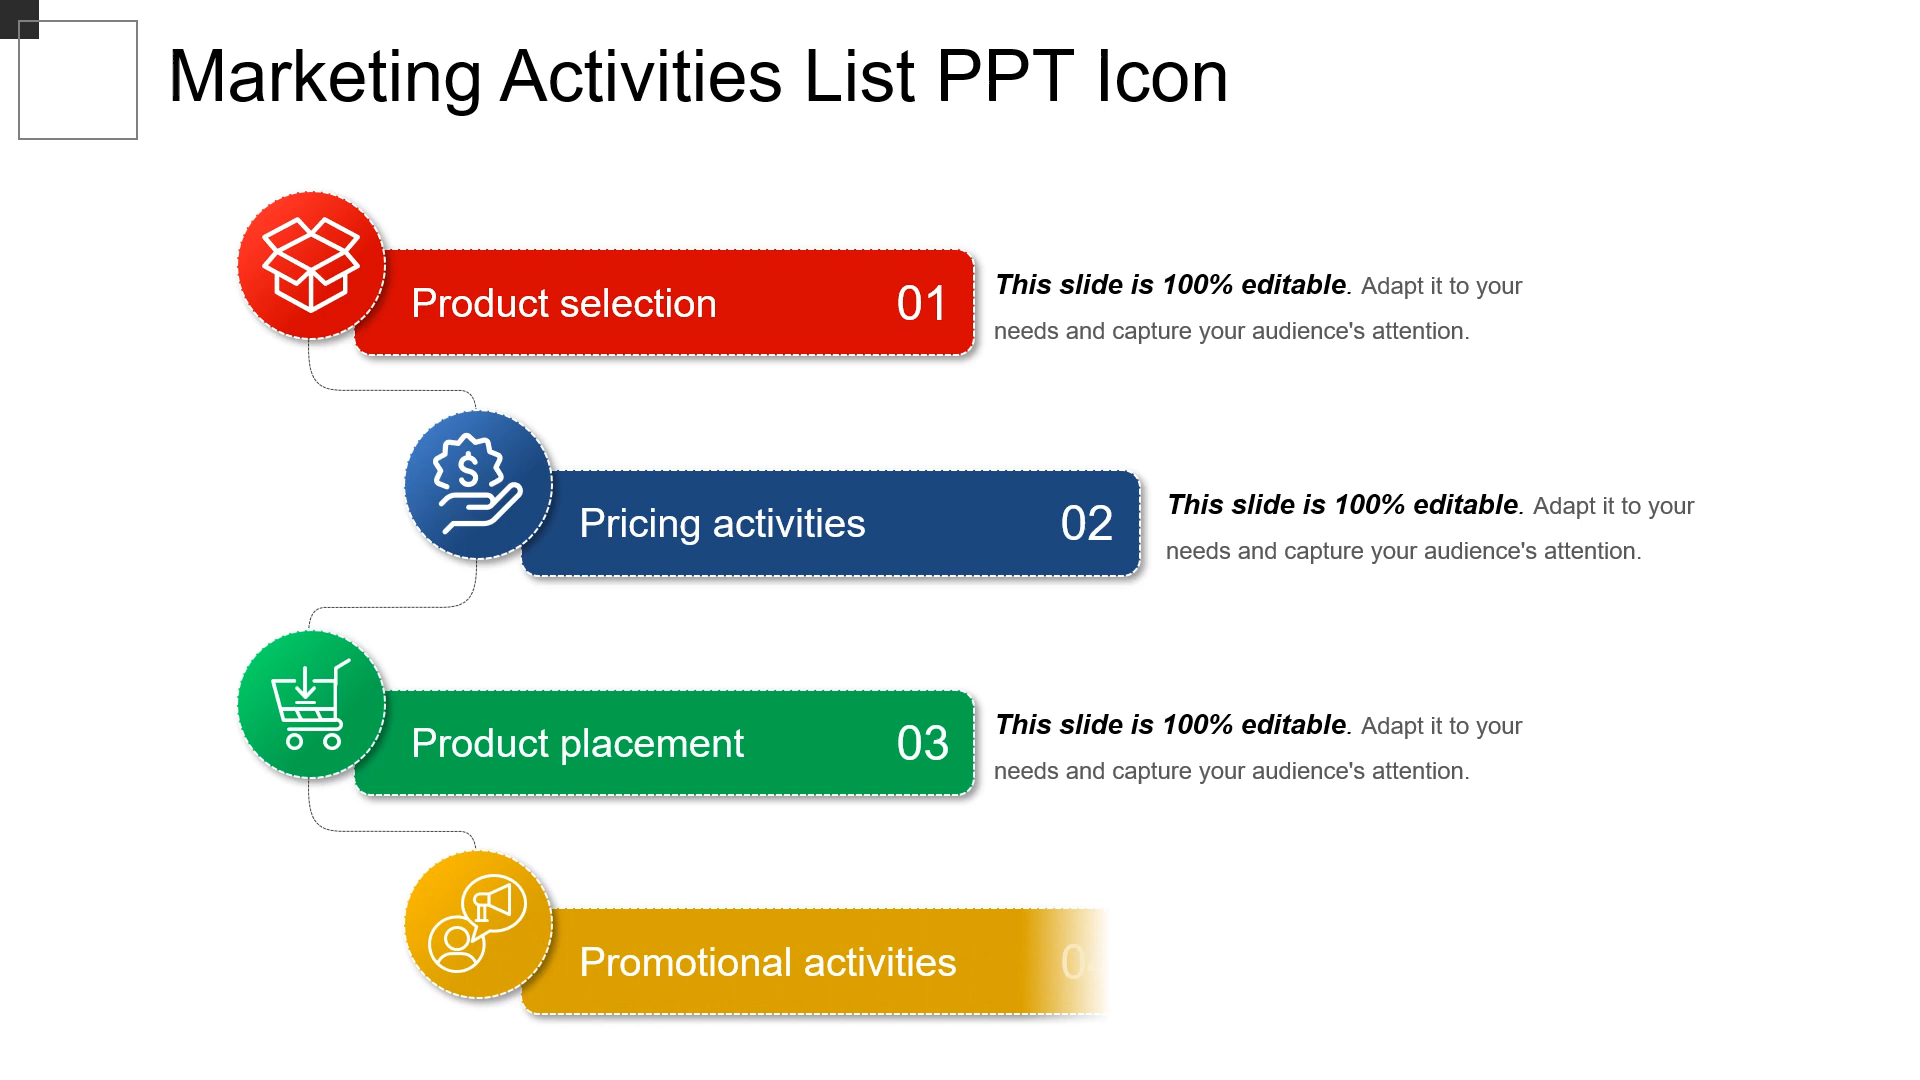 Marketing Activities List PPT Icon
Product selection 01
This slide is 100% editable. Adapt it to your
needs and capture your audience's attention.
Pricing activities 02
This slide is 100% editable. Adapt it to your
needs and capture your audience's attention.
Product placement 03
This slide is 100% editable. Adapt it to your
needs and capture your audience's attention.
Promotional activities